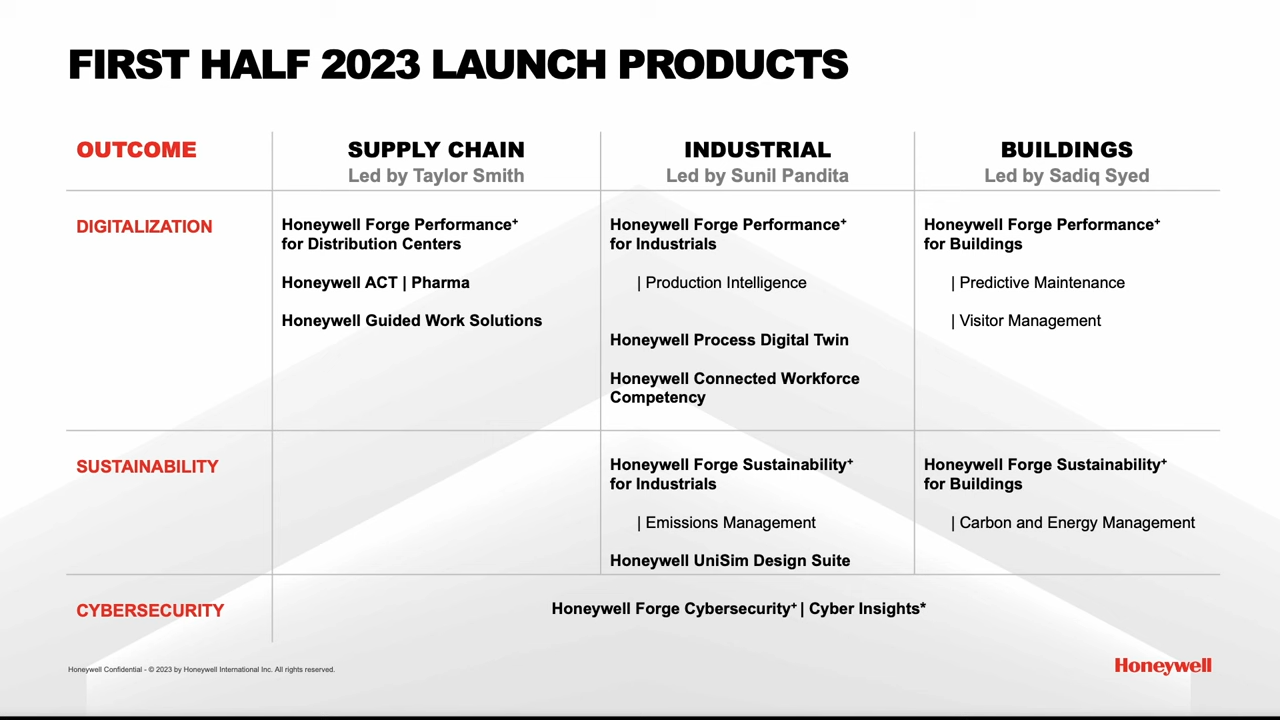 FIRST HALF 2023 LAUNCH PRODUCTS
OUTCOME
SUPPLY CHAIN
Led by Taylor Smith
INDUSTRIAL
Led by Sunil Pandita
BUILDINGS
Led by Sadiq Syed
DIGITALIZATION
Honeywell Forge Performance⁺
for Distribution Centers
Honeywell ACT | Pharma
Honeywell Guided Work Solutions
Honeywell Forge Performance⁺
for Industrials
| Production Intelligence
Honeywell Process Digital Twin
Honeywell Connected Workforce
Competency
Honeywell Forge Performance⁺
for Buildings
| Predictive Maintenance
| Visitor Management
SUSTAINABILITY
Honeywell Forge Sustainability⁺
for Industrials
| Emissions Management
Honeywell UniSim Design Suite
Honeywell Forge Sustainability⁺
for Buildings
| Carbon and Energy Management
CYBERSECURITY
Honeywell Forge Cybersecurity⁺ | Cyber Insights*
Honeywell Confidential - © 2023 by Honeywell International Inc. All rights reserved.
Honeywell